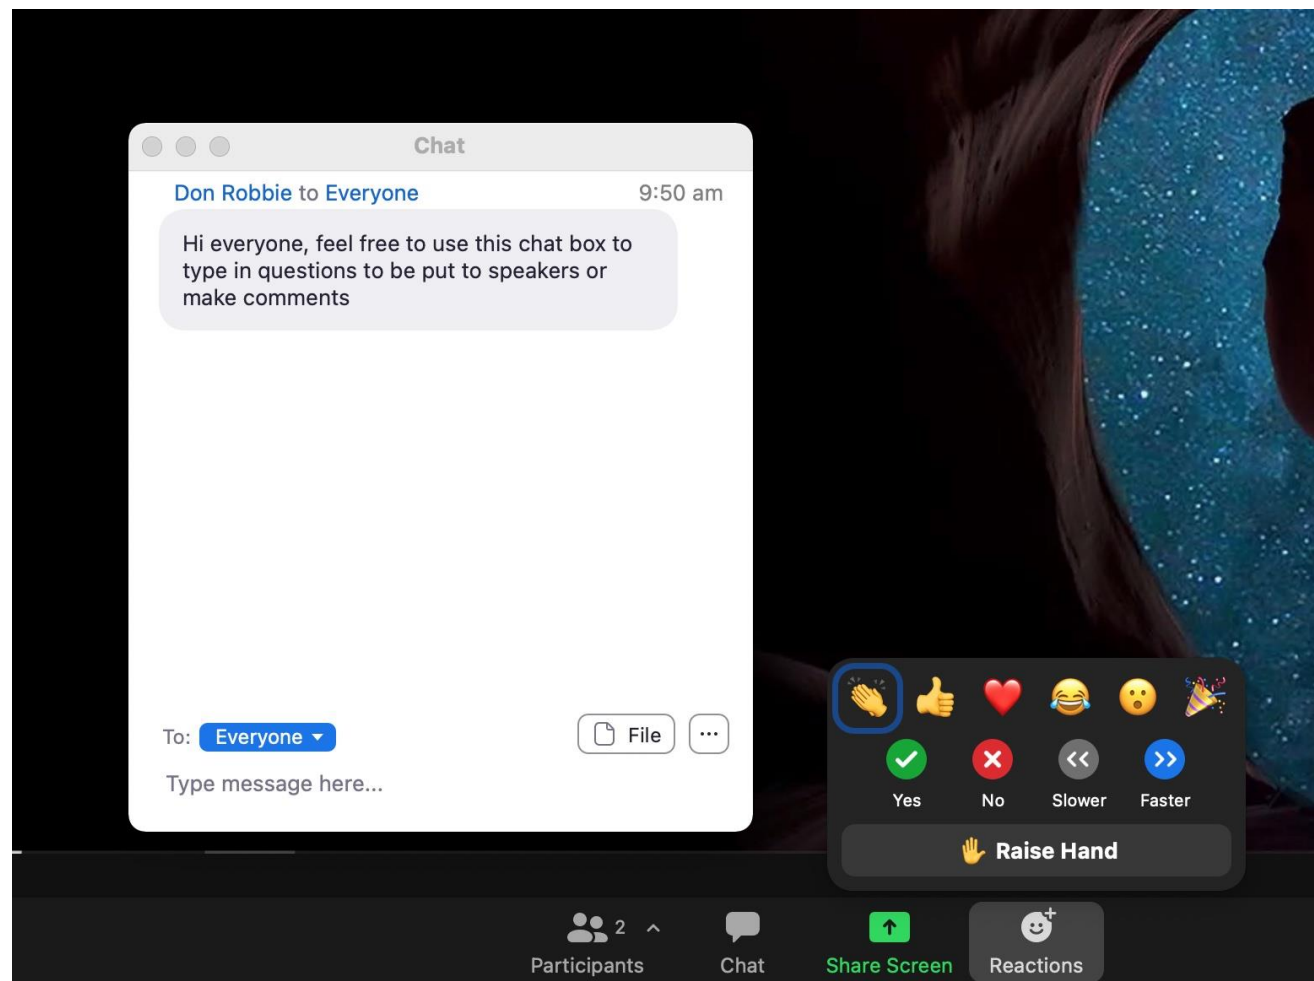 Chat
Don Robbie to Everyone 9:50 am
Hi everyone, feel free to use this chat box to
type in questions to be put to speakers or
make comments
To: Everyone File ...
Type message here...
Yes No Slower Faster
Raise Hand
2
Participants Chat Share Screen Reactions